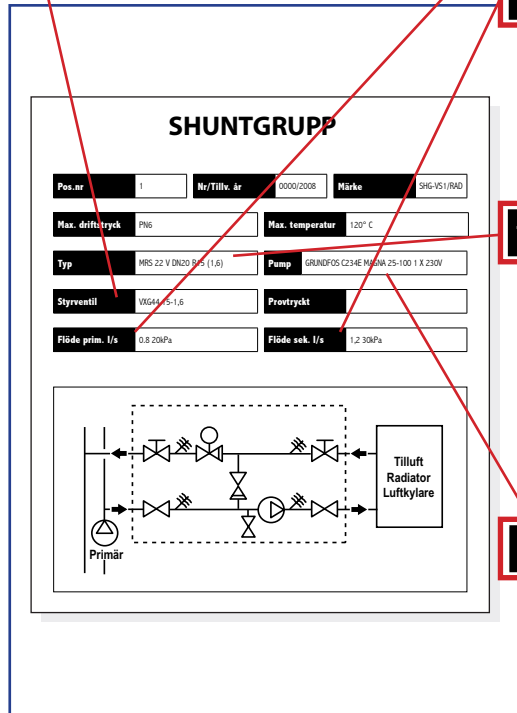 SHUNTGRUPP
Pos.nr 1 Nr/Tillv. år 0000/2008 Märke SHG-VS1/RAD
Max. driftstryck PN6 Max. temperatur 120° C
Typ MRS 22 V DN20 R15 (1,6) Pump GRUNDFOS C234E MAGNA 25-100 1 X 230V
Styrventil VXG44.15-1,6 Provtryckt
Flöde prim. l/s 0.8 20kPa Flöde sek. l/s 1,2 30kPa
Tilluft
Radiator
Luftkylare
Primär